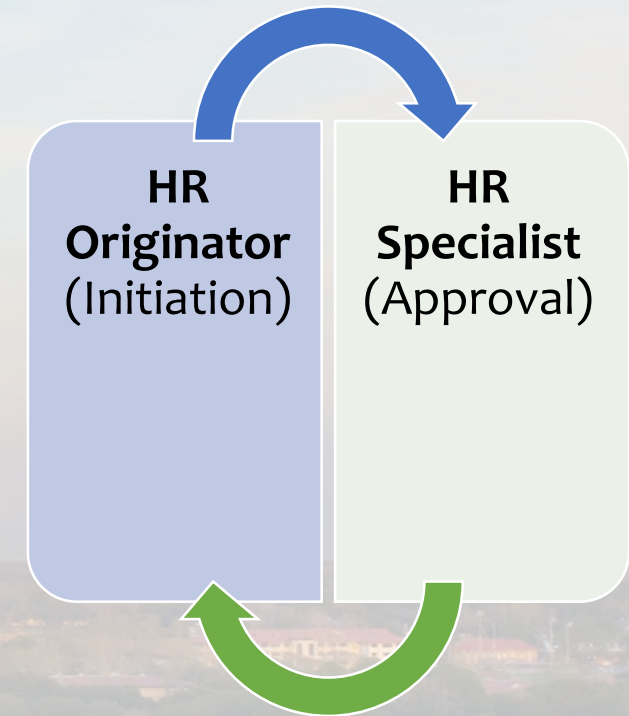 HR
Originator
(Initiation)
HR
Specialist
(Approval)